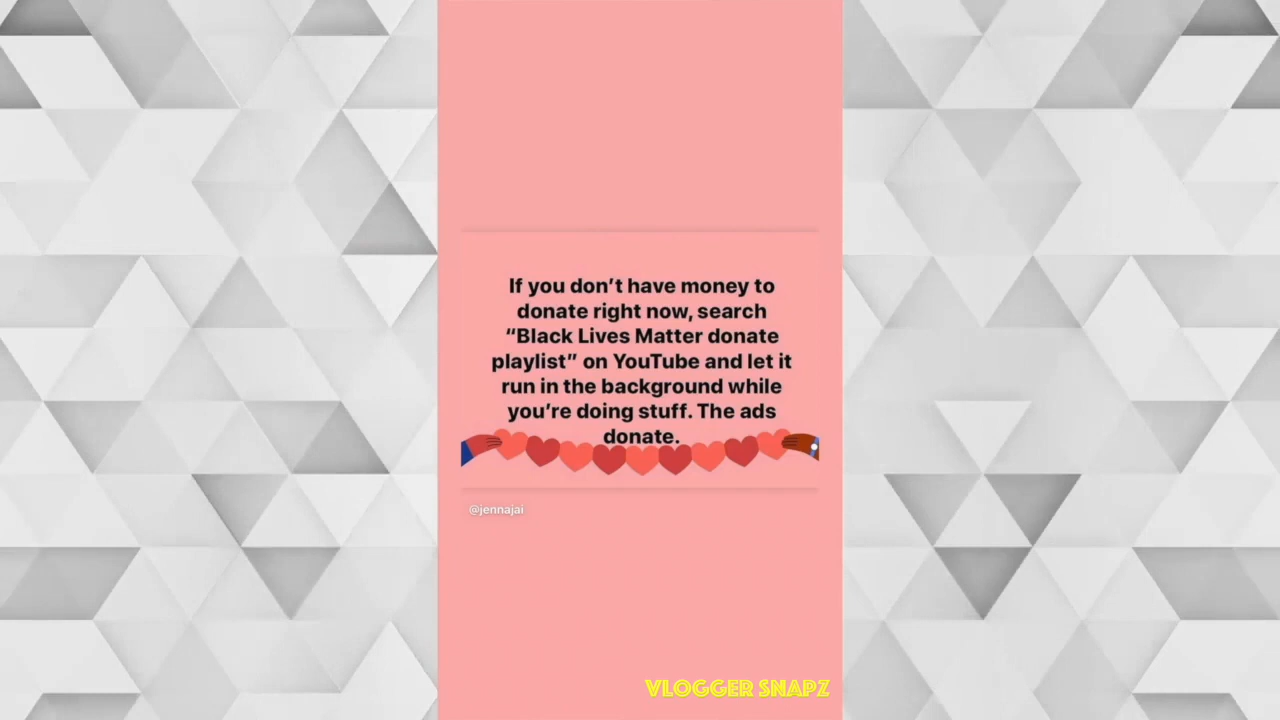 If you don’t have money to
donate right now, search
“Black Lives Matter donate
playlist” on YouTube and let it
run in the background while
you’re doing stuff. The ads
donate.
@jennajai
VLOGGER SNAPZ